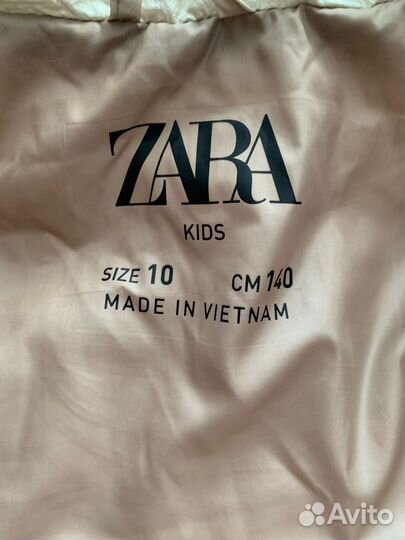 ZARA
KIDS
SIZE 10 CM 140
MADE IN VIETNAM
Avito